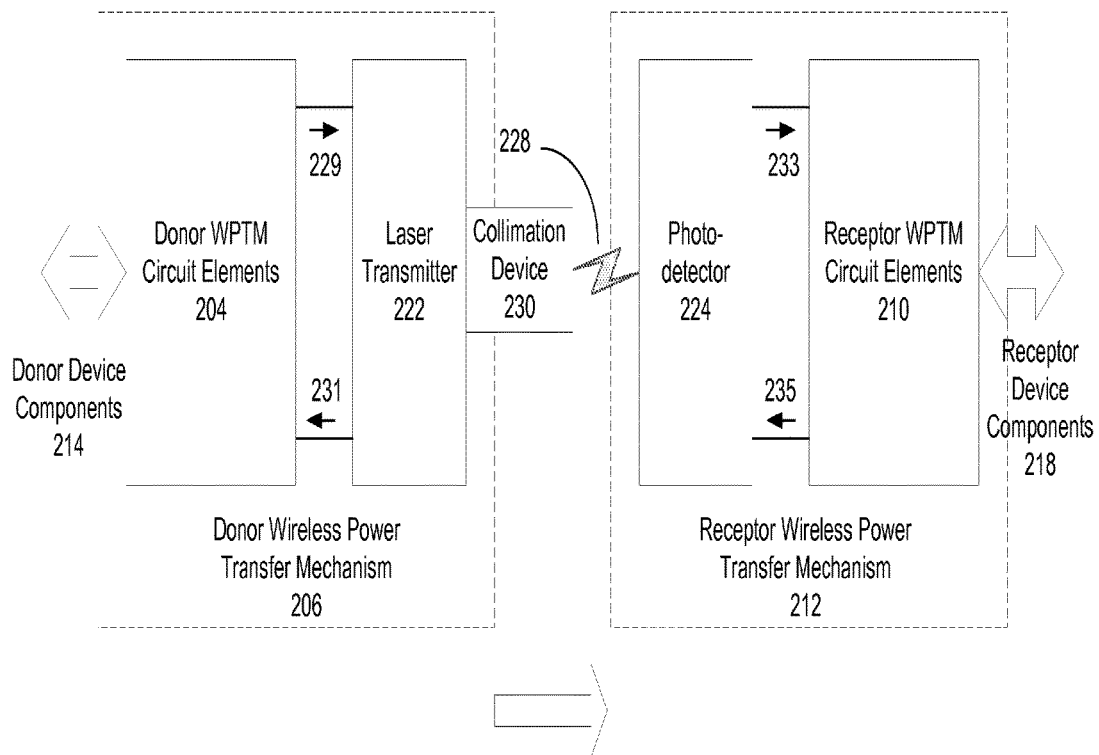 229
228
233
Donor WPTM
Circuit Elements
204
Laser
Transmitter
222
Collimation
Device
230
Photo-
detector
224
Receptor WPTM
Circuit Elements
210
Donor Device
Components
214
231
235
Receptor
Device
Components
218
Donor Wireless Power
Transfer Mechanism
206
Receptor Wireless Power
Transfer Mechanism
212